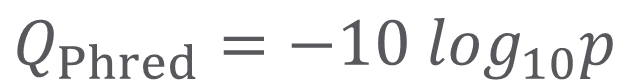 Q_Phred = −10 log₁₀p